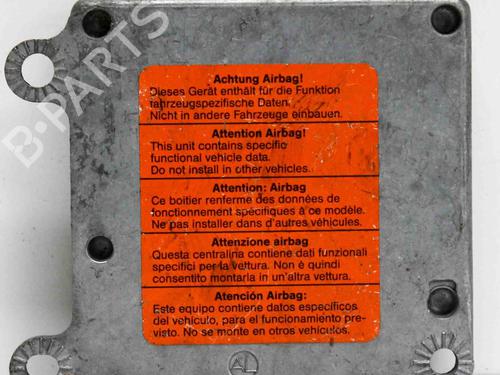 B-PARTS
Achtung Airbag!
Dieses Gerät enthält für die Funktion
fahrzeugspezifische Daten.
Nicht in andere Fahrzeuge einbauen.
Attention Airbag!
This unit contains specific
functional vehicle data.
Do not install in other vehicles.
Attention: Airbag
Ce boitier renferme des données de
fonctionnement spécifiques à ce modèle.
Ne pas installer dans d'autres véhicules.
Attenzione airbag
Questa centralina contiene dati funzionali
specifici per la vettura. Non è quindi
consentito montaria in un'altra vettura.
Atención Airbag:
Este equipo contiene datos específicos
del vehículo, para el funcionamiento pre-
visto. No se monte en otros vehículos.
AL